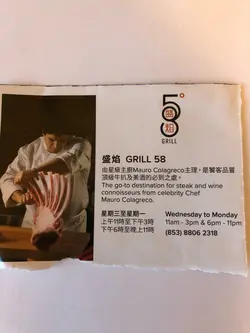 58°
盛焰
GRILL
盛焰 GRILL 58
由星級主廚Mauro Colagreco主理，是饕客品嘗
頂級牛扒及美酒的必到之處。
The go-to destination for steak and wine
connoisseurs from celebrity Chef
Mauro Colagreco.
星期三至星期一
上午11時至下午3時
下午6時至晚上11時
Wednesday to Monday
11am - 3pm & 6pm - 11pm
(853) 8806 2318